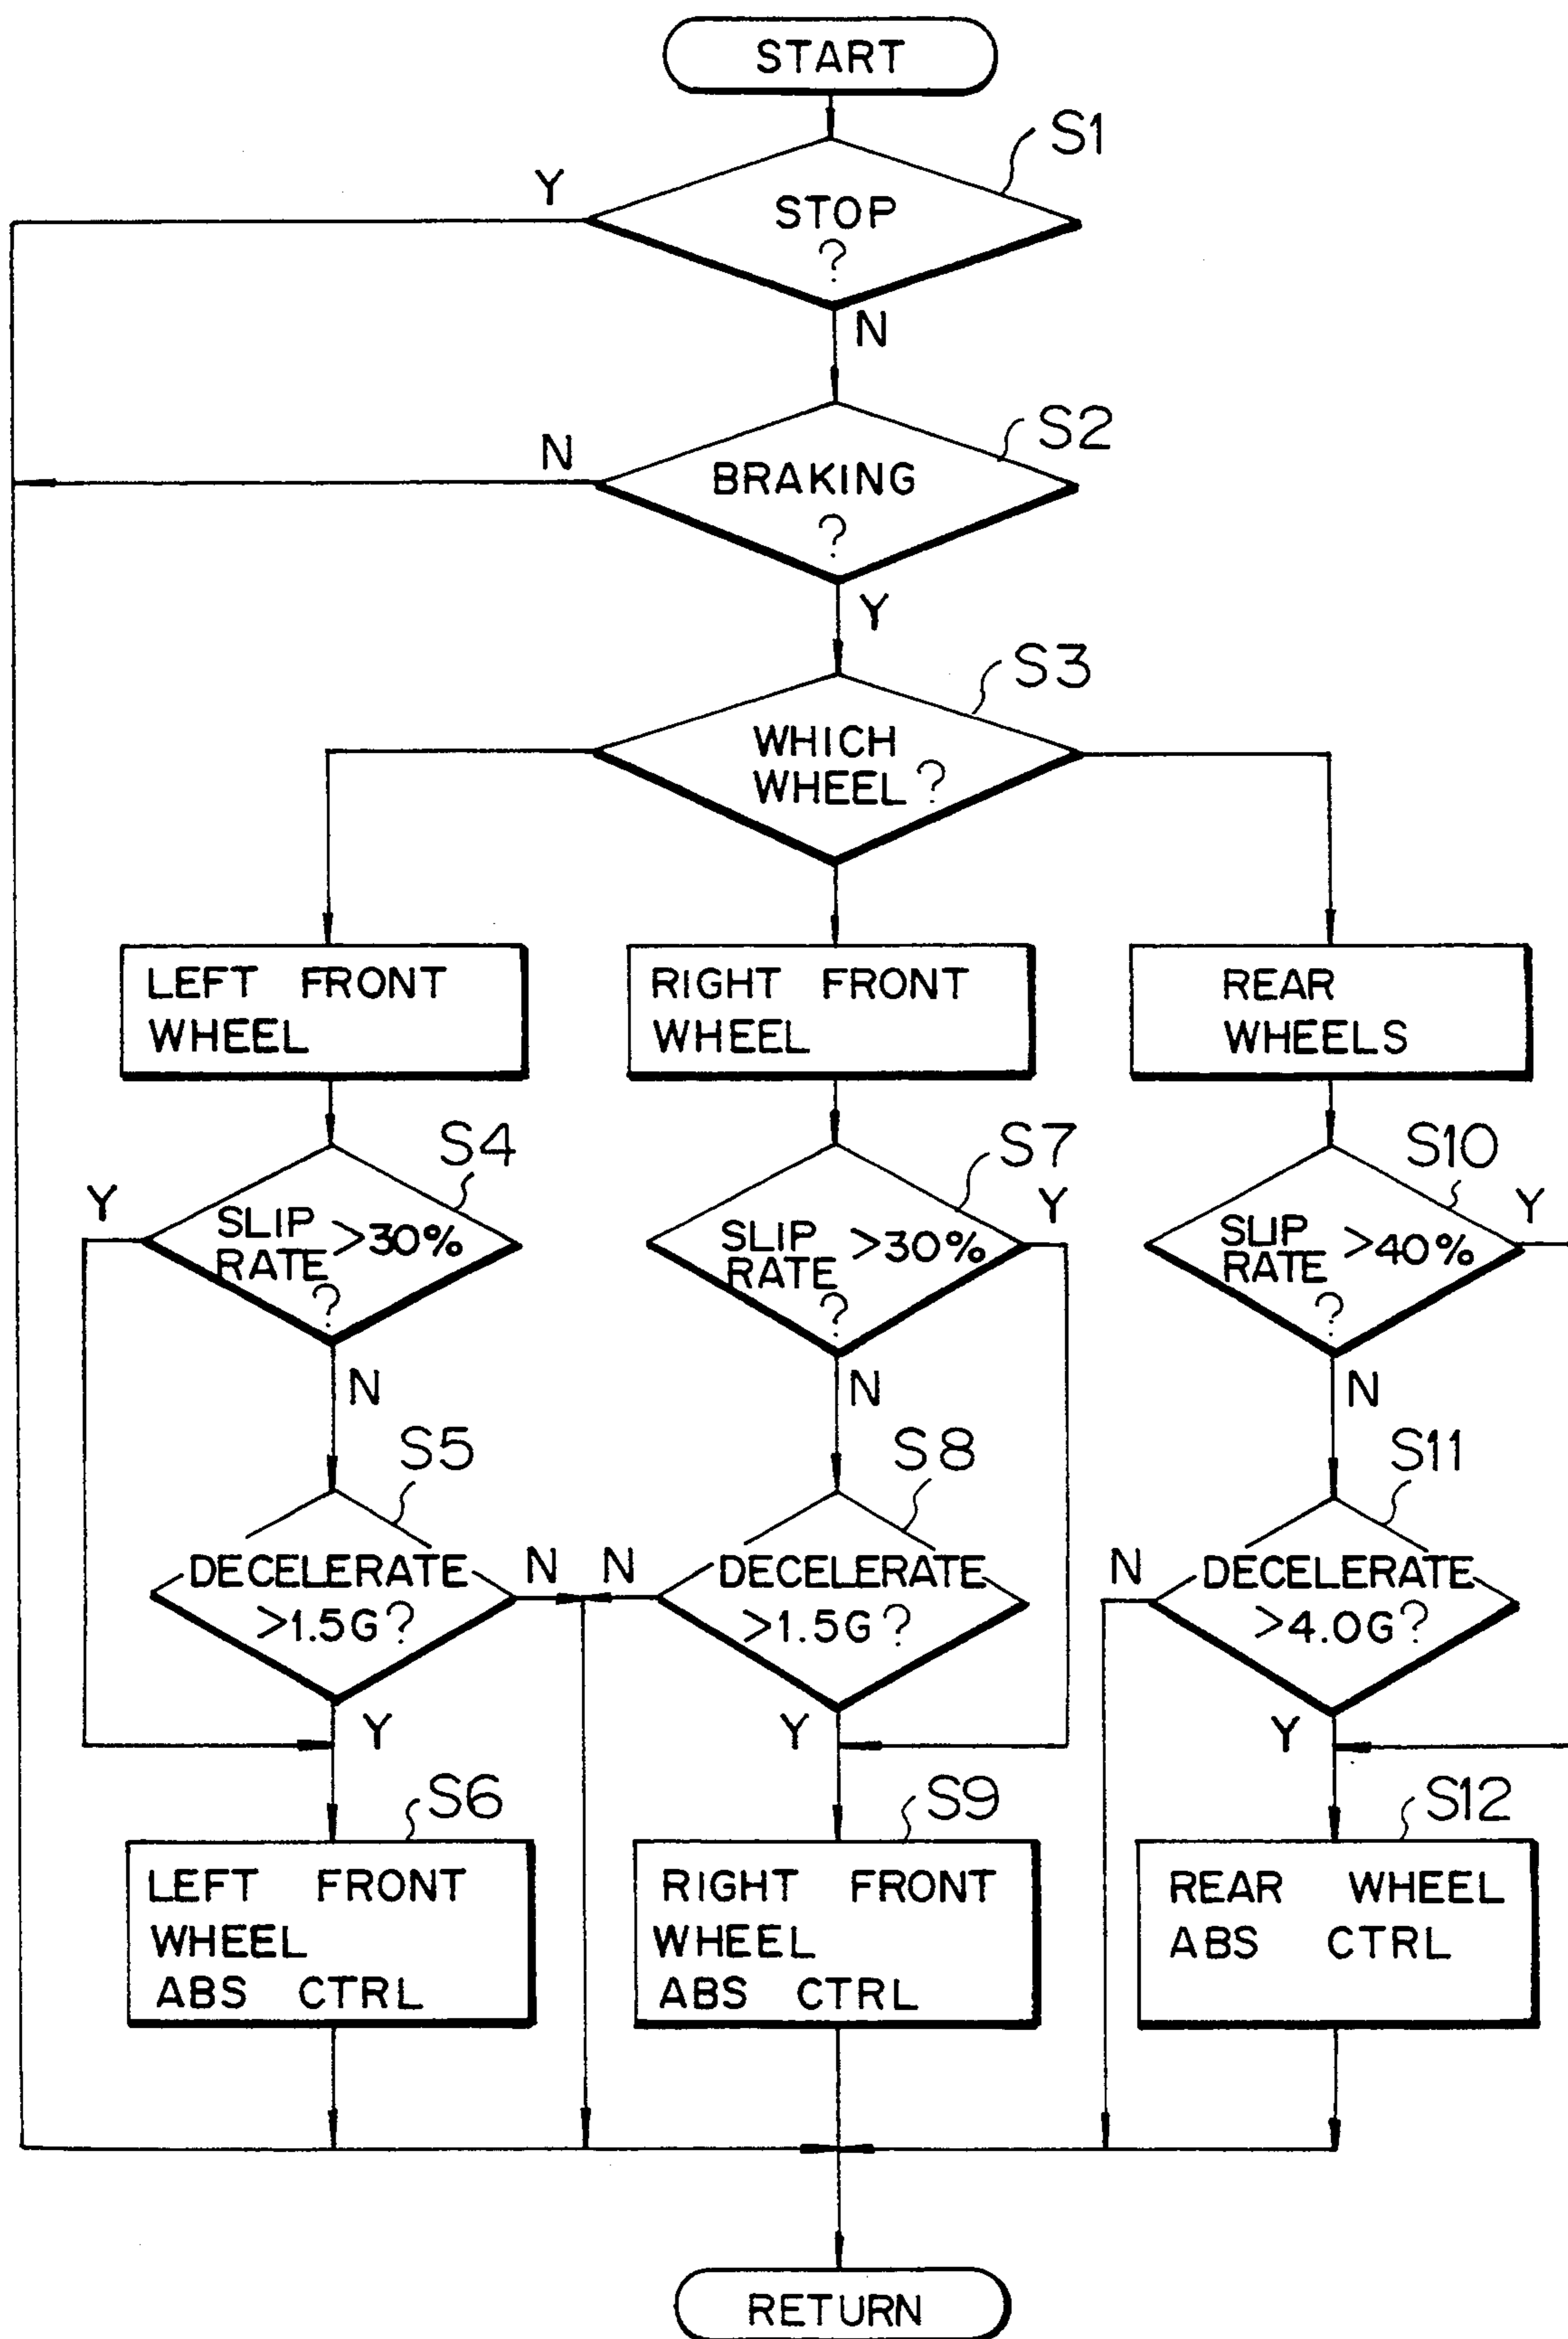 START
S1
Y
STOP
?
N
S2
N
BRAKING
?
Y
S3
WHICH
WHEEL ?
LEFT FRONT
WHEEL
RIGHT FRONT
WHEEL
REAR
WHEELS
S4
Y
SLIP
RATE >30%
?
N
S7
Y
SLIP
RATE >30%
?
N
S10
Y
SLIP
RATE >40%
?
N
S5
DECELERATE
>1.5G?
N
Y
S8
N
DECELERATE
>1.5G?
Y
S11
N
DECELERATE
>4.0G?
Y
S6
LEFT FRONT
WHEEL
ABS CTRL
S9
RIGHT FRONT
WHEEL
ABS CTRL
S12
REAR WHEEL
ABS CTRL
RETURN